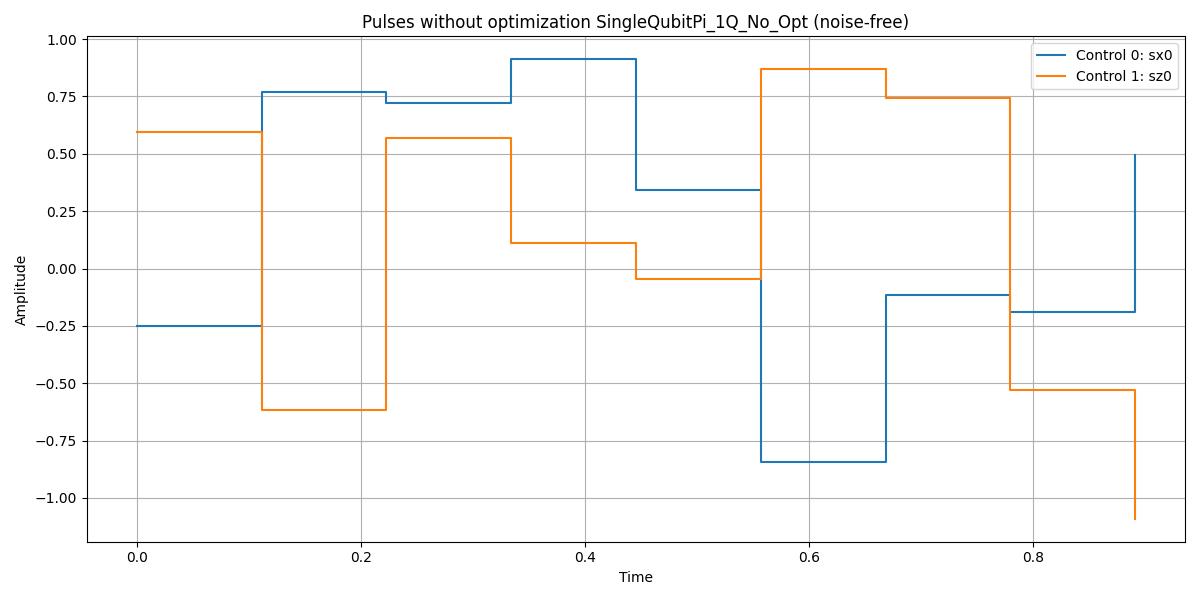 Pulses without optimization SingleQubitPi_1Q_No_Opt (noise-free)
Control 0: sx0
Control 1: sz0
Amplitude
1.00
0.75
0.50
0.25
0.00
−0.25
−0.50
−0.75
−1.00
0.0 0.2 0.4 0.6 0.8
Time